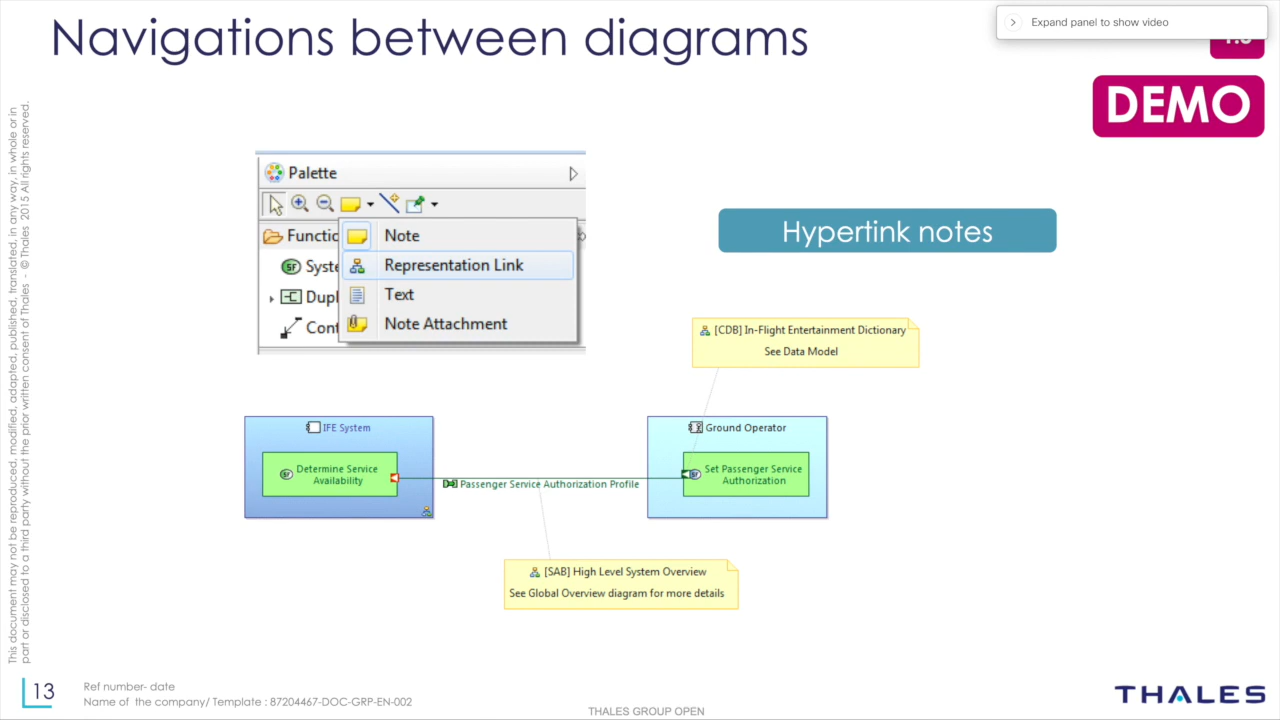 Navigations between diagrams
Expand panel to show video
DEMO
This document may not be reproduced, modified, adapted, published, translated, in any way, in whole or in
part or disclosed to a third party without the prior written consent of Thales - © Thales 2015 All rights reserved.
Palette
Functio
Note
Syste
Representation Link
Dupl
Text
Cont
Note Attachment
Hypertink notes
[CDB] In-Flight Entertainment Dictionary
See Data Model
IFE System
Determine Service
Availability
Passenger Service Authorization Profile
Ground Operator
Set Passenger Service
Authorization
[SAB] High Level System Overview
See Global Overview diagram for more details
13
Ref number- date
Name of the company/ Template : 87204467-DOC-GRP-EN-002
THALES GROUP OPEN
THALES